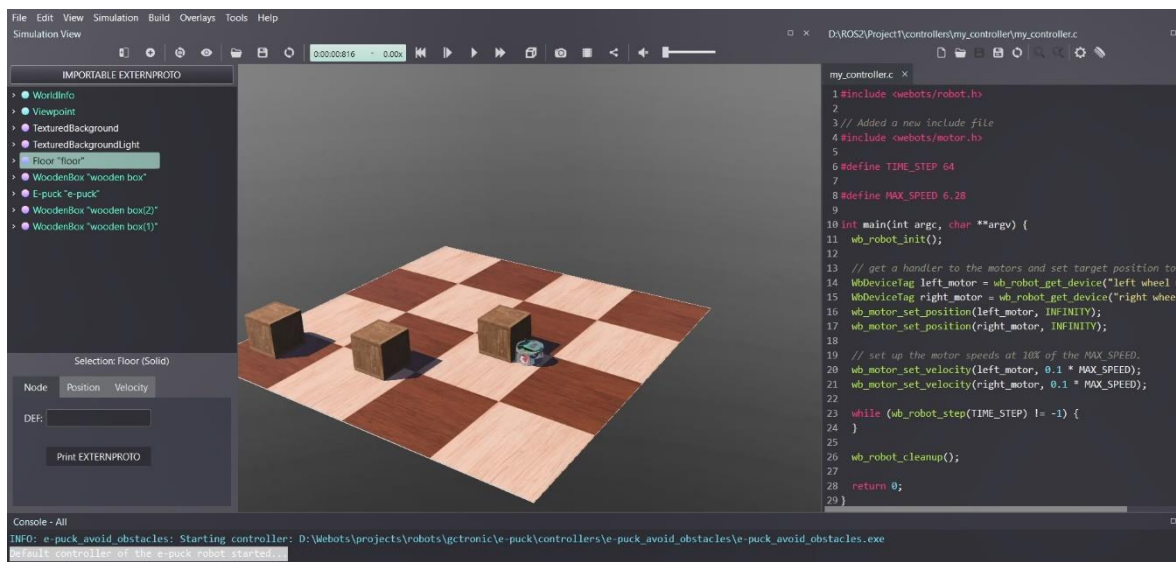 File Edit View Simulation Build Overlays Tools Help
Simulation View
0:00:00:816 - 0.00x
IMPORTABLE EXTERNPROTO
WorldInfo
Viewpoint
TexturedBackground
TexturedBackgroundLight
Floor "floor"
WoodenBox "wooden box"
E-puck "e-puck"
WoodenBox "wooden box(2)"
WoodenBox "wooden box(1)"
Selection: Floor (Solid)
Node Position Velocity
DEF:
Print EXTERNPROTO
D:\ROS2\Project1\controllers\my_controller\my_controller.c
my_controller.c ×
1 #include <webots/robot.h>
2
3 // Added a new include file
4 #include <webots/motor.h>
5
6 #define TIME_STEP 64
7
8 #define MAX_SPEED 6.28
9
10 int main(int argc, char **argv) {
11 wb_robot_init();
12
13 // get a handler to the motors and set target position to
14 WbDeviceTag left_motor = wb_robot_get_device("left wheel
15 WbDeviceTag right_motor = wb_robot_get_device("right whee
16 wb_motor_set_position(left_motor, INFINITY);
17 wb_motor_set_position(right_motor, INFINITY);
18
19 // set up the motor speeds at 10% of the MAX_SPEED.
20 wb_motor_set_velocity(left_motor, 0.1 * MAX_SPEED);
21 wb_motor_set_velocity(right_motor, 0.1 * MAX_SPEED);
22
23 while (wb_robot_step(TIME_STEP) != -1) {
24 }
25
26 wb_robot_cleanup();
27
28 return 0;
29 }
Console - All
INFO: e-puck_avoid_obstacles: Starting controller: D:\Webots\projects\robots\gctronic\e-puck\controllers\e-puck_avoid_obstacles\e-puck_avoid_obstacles.exe
Default controller of the e-puck robot started...